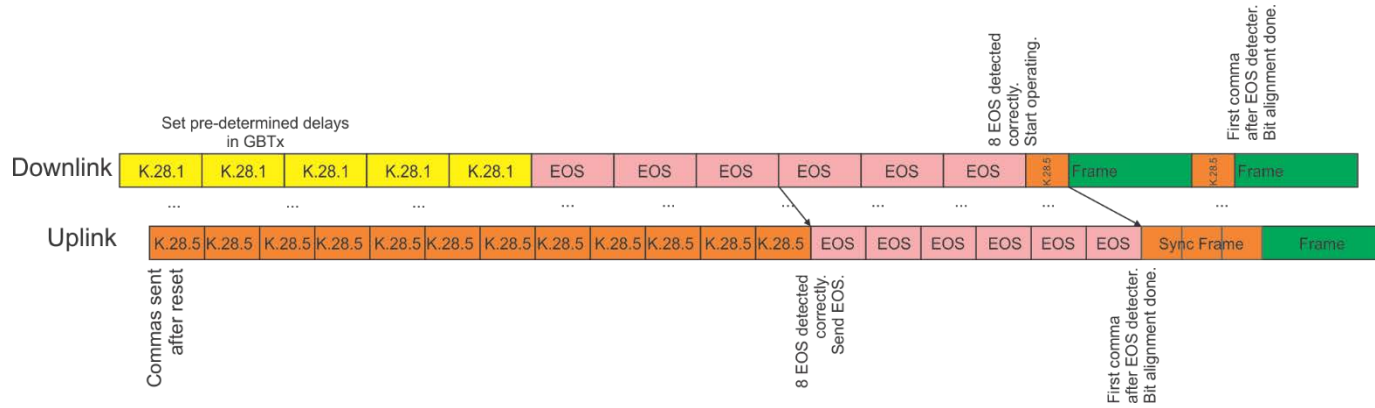 8 EOS detected
correctly.
Start operating.
First comma
after EOS detecter.
Bit alignment done.
Set pre-determined delays
in GBTx
Downlink K.28.1 K.28.1 K.28.1 K.28.1 K.28.1 EOS EOS EOS EOS EOS EOS K.28.5 Frame K.28.5 Frame
... ... ... ... ... ... ... ... ...
Uplink K.28.5 K.28.5 K.28.5 K.28.5 K.28.5 K.28.5 K.28.5 K.28.5 K.28.5 K.28.5 K.28.5 K.28.5 EOS EOS EOS EOS EOS EOS Sync Frame Frame
Commas sent
after reset
8 EOS detected
correctly.
Send EOS.
First comma
after EOS detecter.
Bit alignment done.